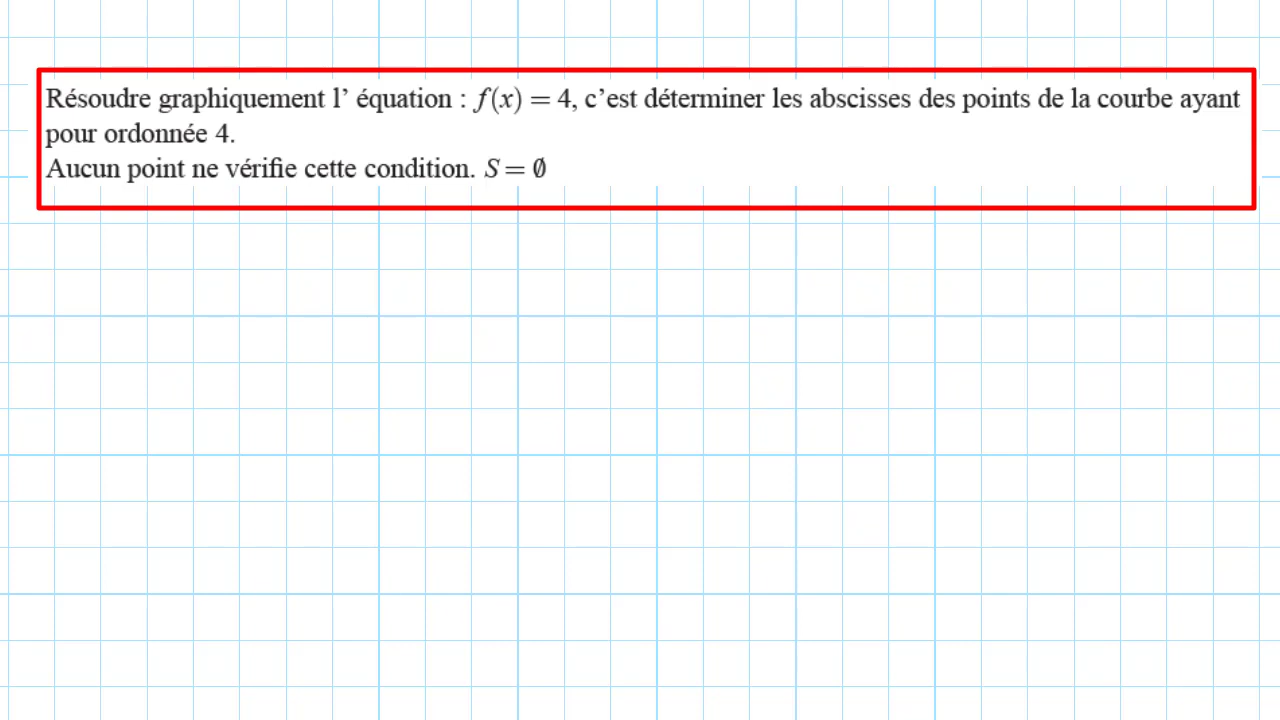 Résoudre graphiquement l’ équation : f(x) = 4, c’est déterminer les abscisses des points de la courbe ayant
pour ordonnée 4.
Aucun point ne vérifie cette condition. S = ∅